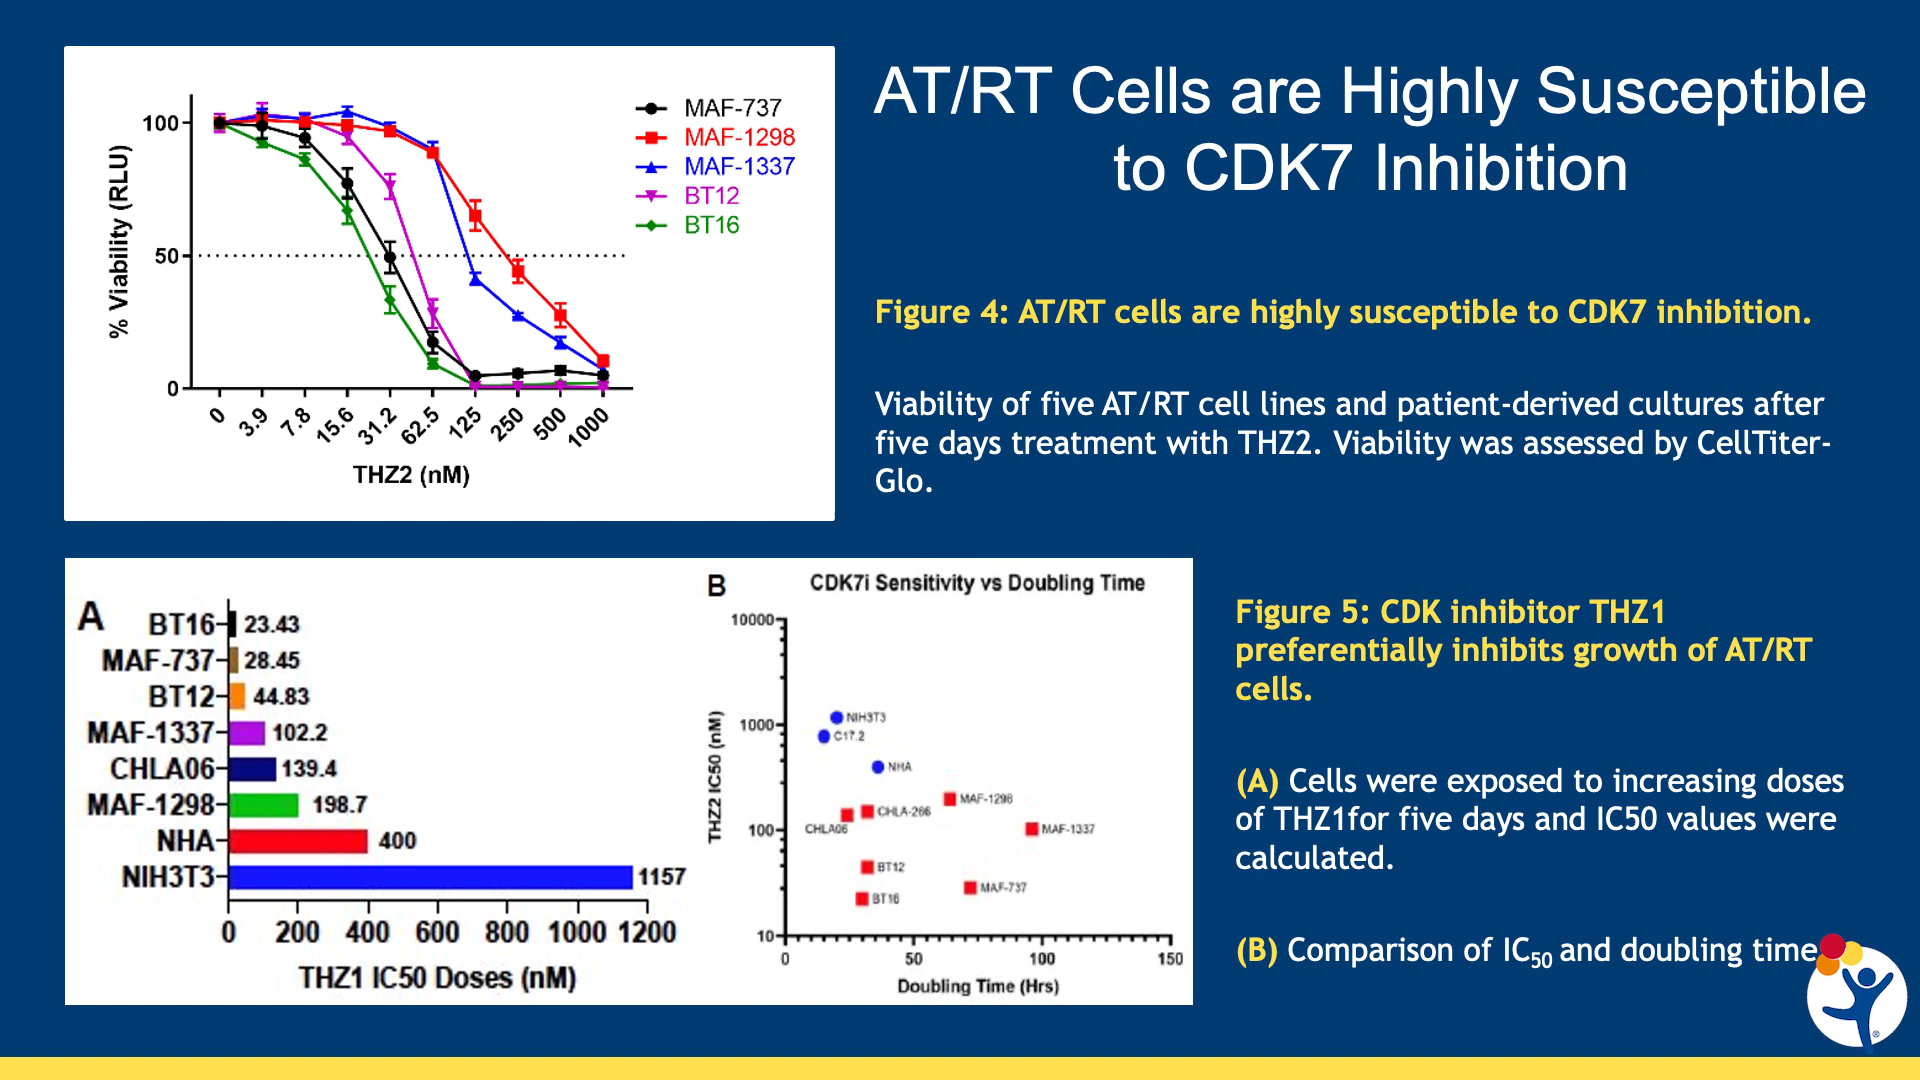 AT/RT Cells are Highly Susceptible
to CDK7 Inhibition
100
50
0
% Viability (RLU)
0 3.9 7.8 15.6 31.2 62.5 125 250 500 1000
THZ2 (nM)
MAF-737
MAF-1298
MAF-1337
BT12
BT16
Figure 4: AT/RT cells are highly susceptible to CDK7 inhibition.
Viability of five AT/RT cell lines and patient-derived cultures after
five days treatment with THZ2. Viability was assessed by CellTiter-
Glo.
A
BT16 23.43
MAF-737 28.45
BT12 44.83
MAF-1337 102.2
CHLA06 139.4
MAF-1298 198.7
NHA 400
NIH3T3 1157
0 200 400 600 800 1000 1200
THZ1 IC50 Doses (nM)
B
CDK7i Sensitivity vs Doubling Time
10000
1000
100
10
THZ2 IC50 (nM)
NIH3T3
C17.2
NHA
MAF-1298
CHLA-266
CHLA06
MAF-1337
BT12
MAF-737
BT16
0 50 100 150
Doubling Time (Hrs)
Figure 5: CDK inhibitor THZ1
preferentially inhibits growth of AT/RT
cells.
(A) Cells were exposed to increasing doses
of THZ1for five days and IC50 values were
calculated.
(B) Comparison of IC50 and doubling time
®